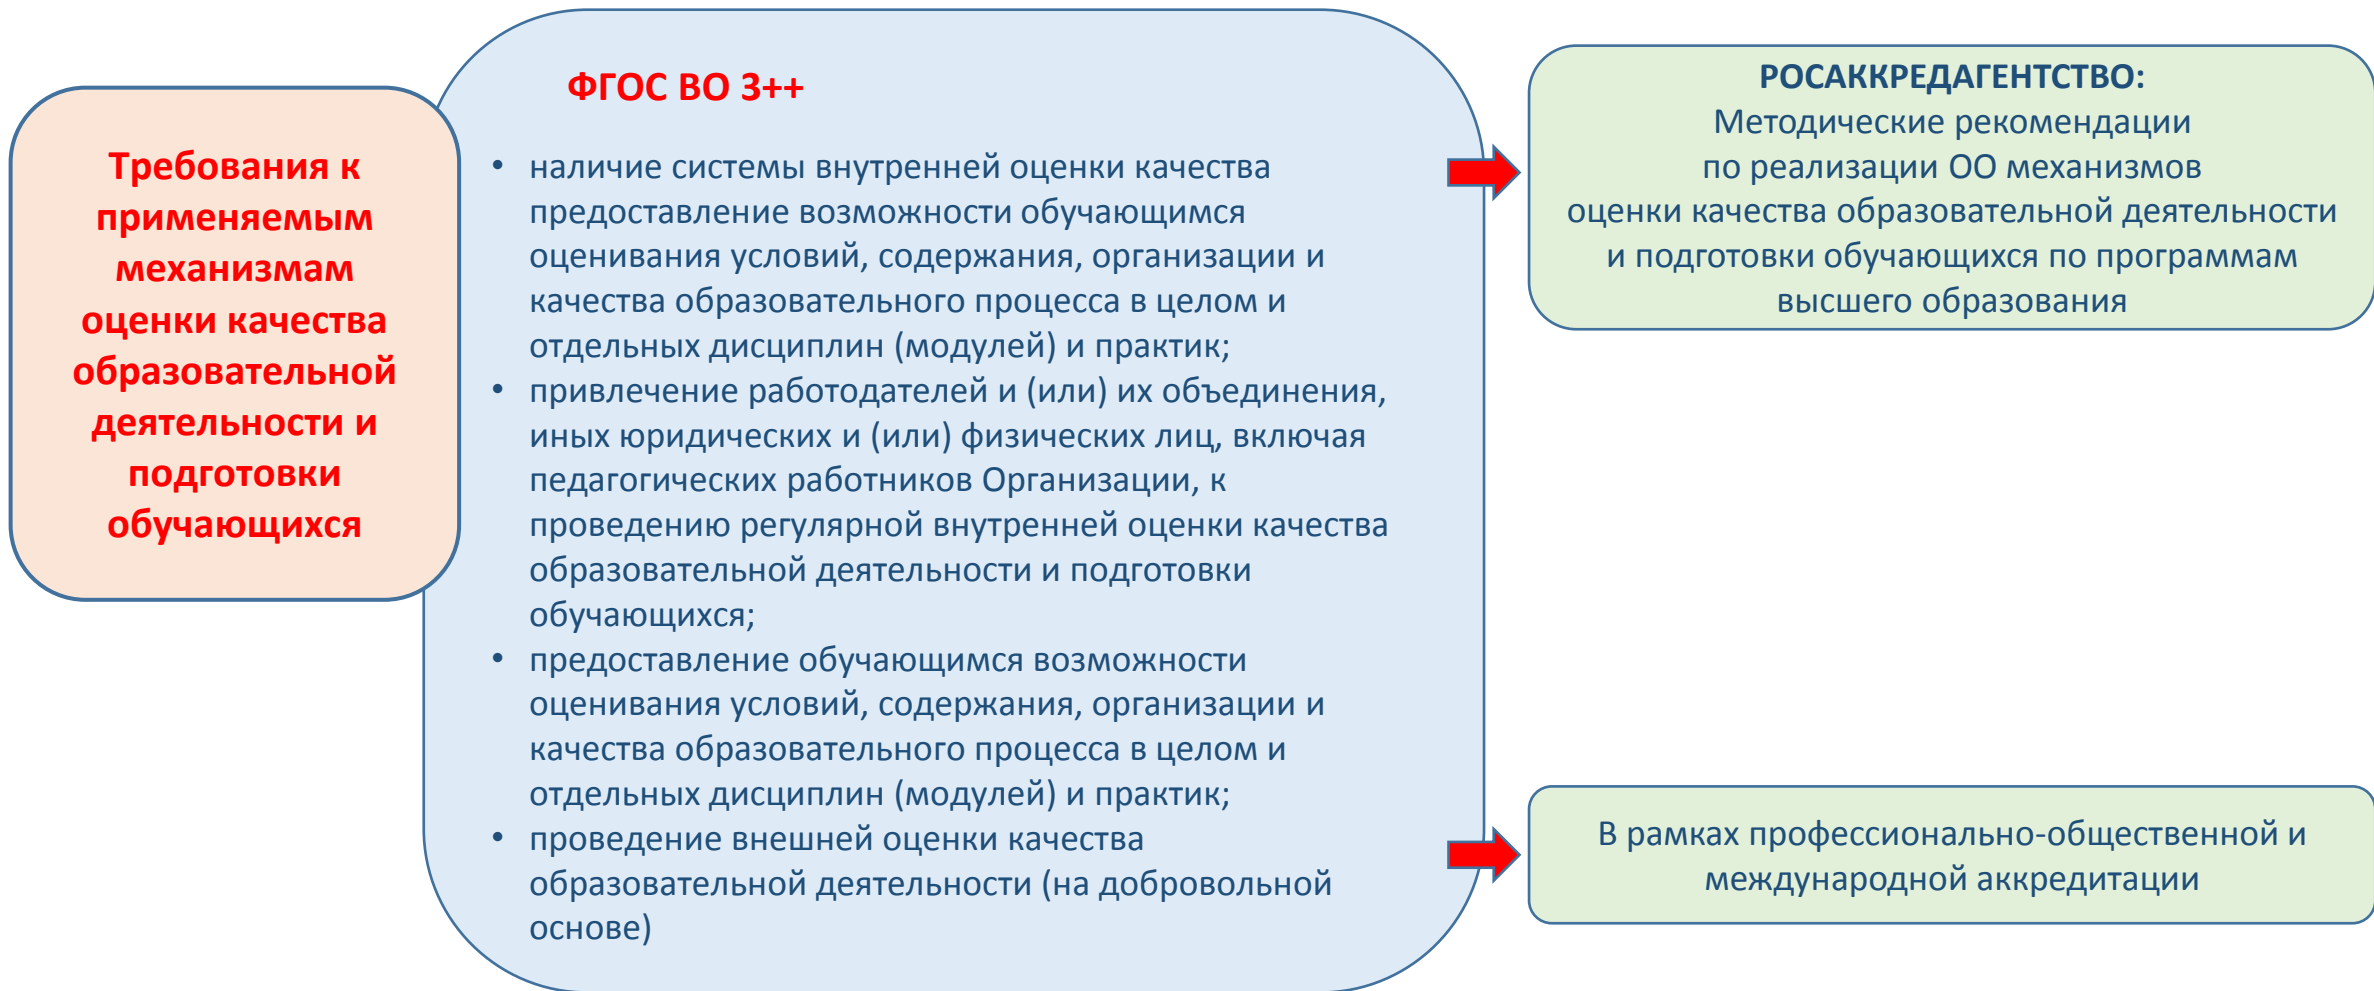 Требования к
применяемым
механизмам
оценки качества
образовательной
деятельности и
подготовки
обучающихся
ФГОС ВО 3++
• наличие системы внутренней оценки качества
предоставление возможности обучающимся
оценивания условий, содержания, организации и
качества образовательного процесса в целом и
отдельных дисциплин (модулей) и практик;
• привлечение работодателей и (или) их объединения,
иных юридических и (или) физических лиц, включая
педагогических работников Организации, к
проведению регулярной внутренней оценки качества
образовательной деятельности и подготовки
обучающихся;
• предоставление обучающимся возможности
оценивания условий, содержания, организации и
качества образовательного процесса в целом и
отдельных дисциплин (модулей) и практик;
• проведение внешней оценки качества
образовательной деятельности (на добровольной
основе)
РОСАККРЕДАГЕНТСТВО:
Методические рекомендации
по реализации ОО механизмов
оценки качества образовательной деятельности
и подготовки обучающихся по программам
высшего образования
В рамках профессионально-общественной и
международной аккредитации